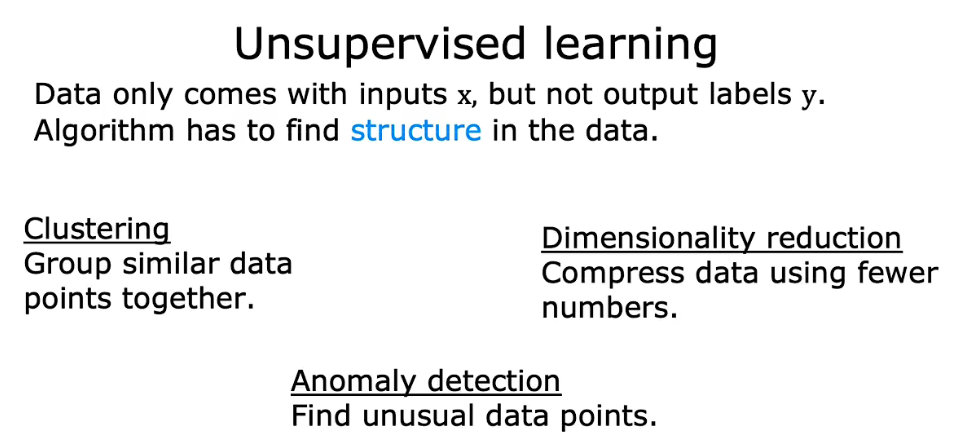 Unsupervised learning
Data only comes with inputs x, but not output labels y.
Algorithm has to find structure in the data.
Clustering
Group similar data
points together.
Dimensionality reduction
Compress data using fewer
numbers.
Anomaly detection
Find unusual data points.